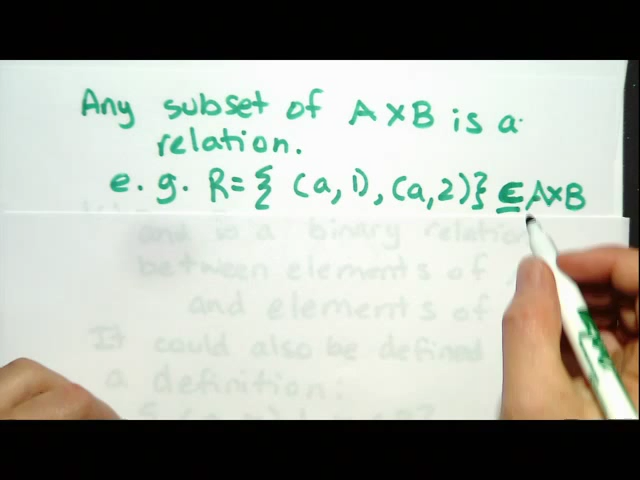 Any subset of A×B is a
relation.
e.g. R={ (a,1),(a,2)} ⊆ A×B
and is a binary relation
between elements of
and elements of
It could also be defined
a definition: